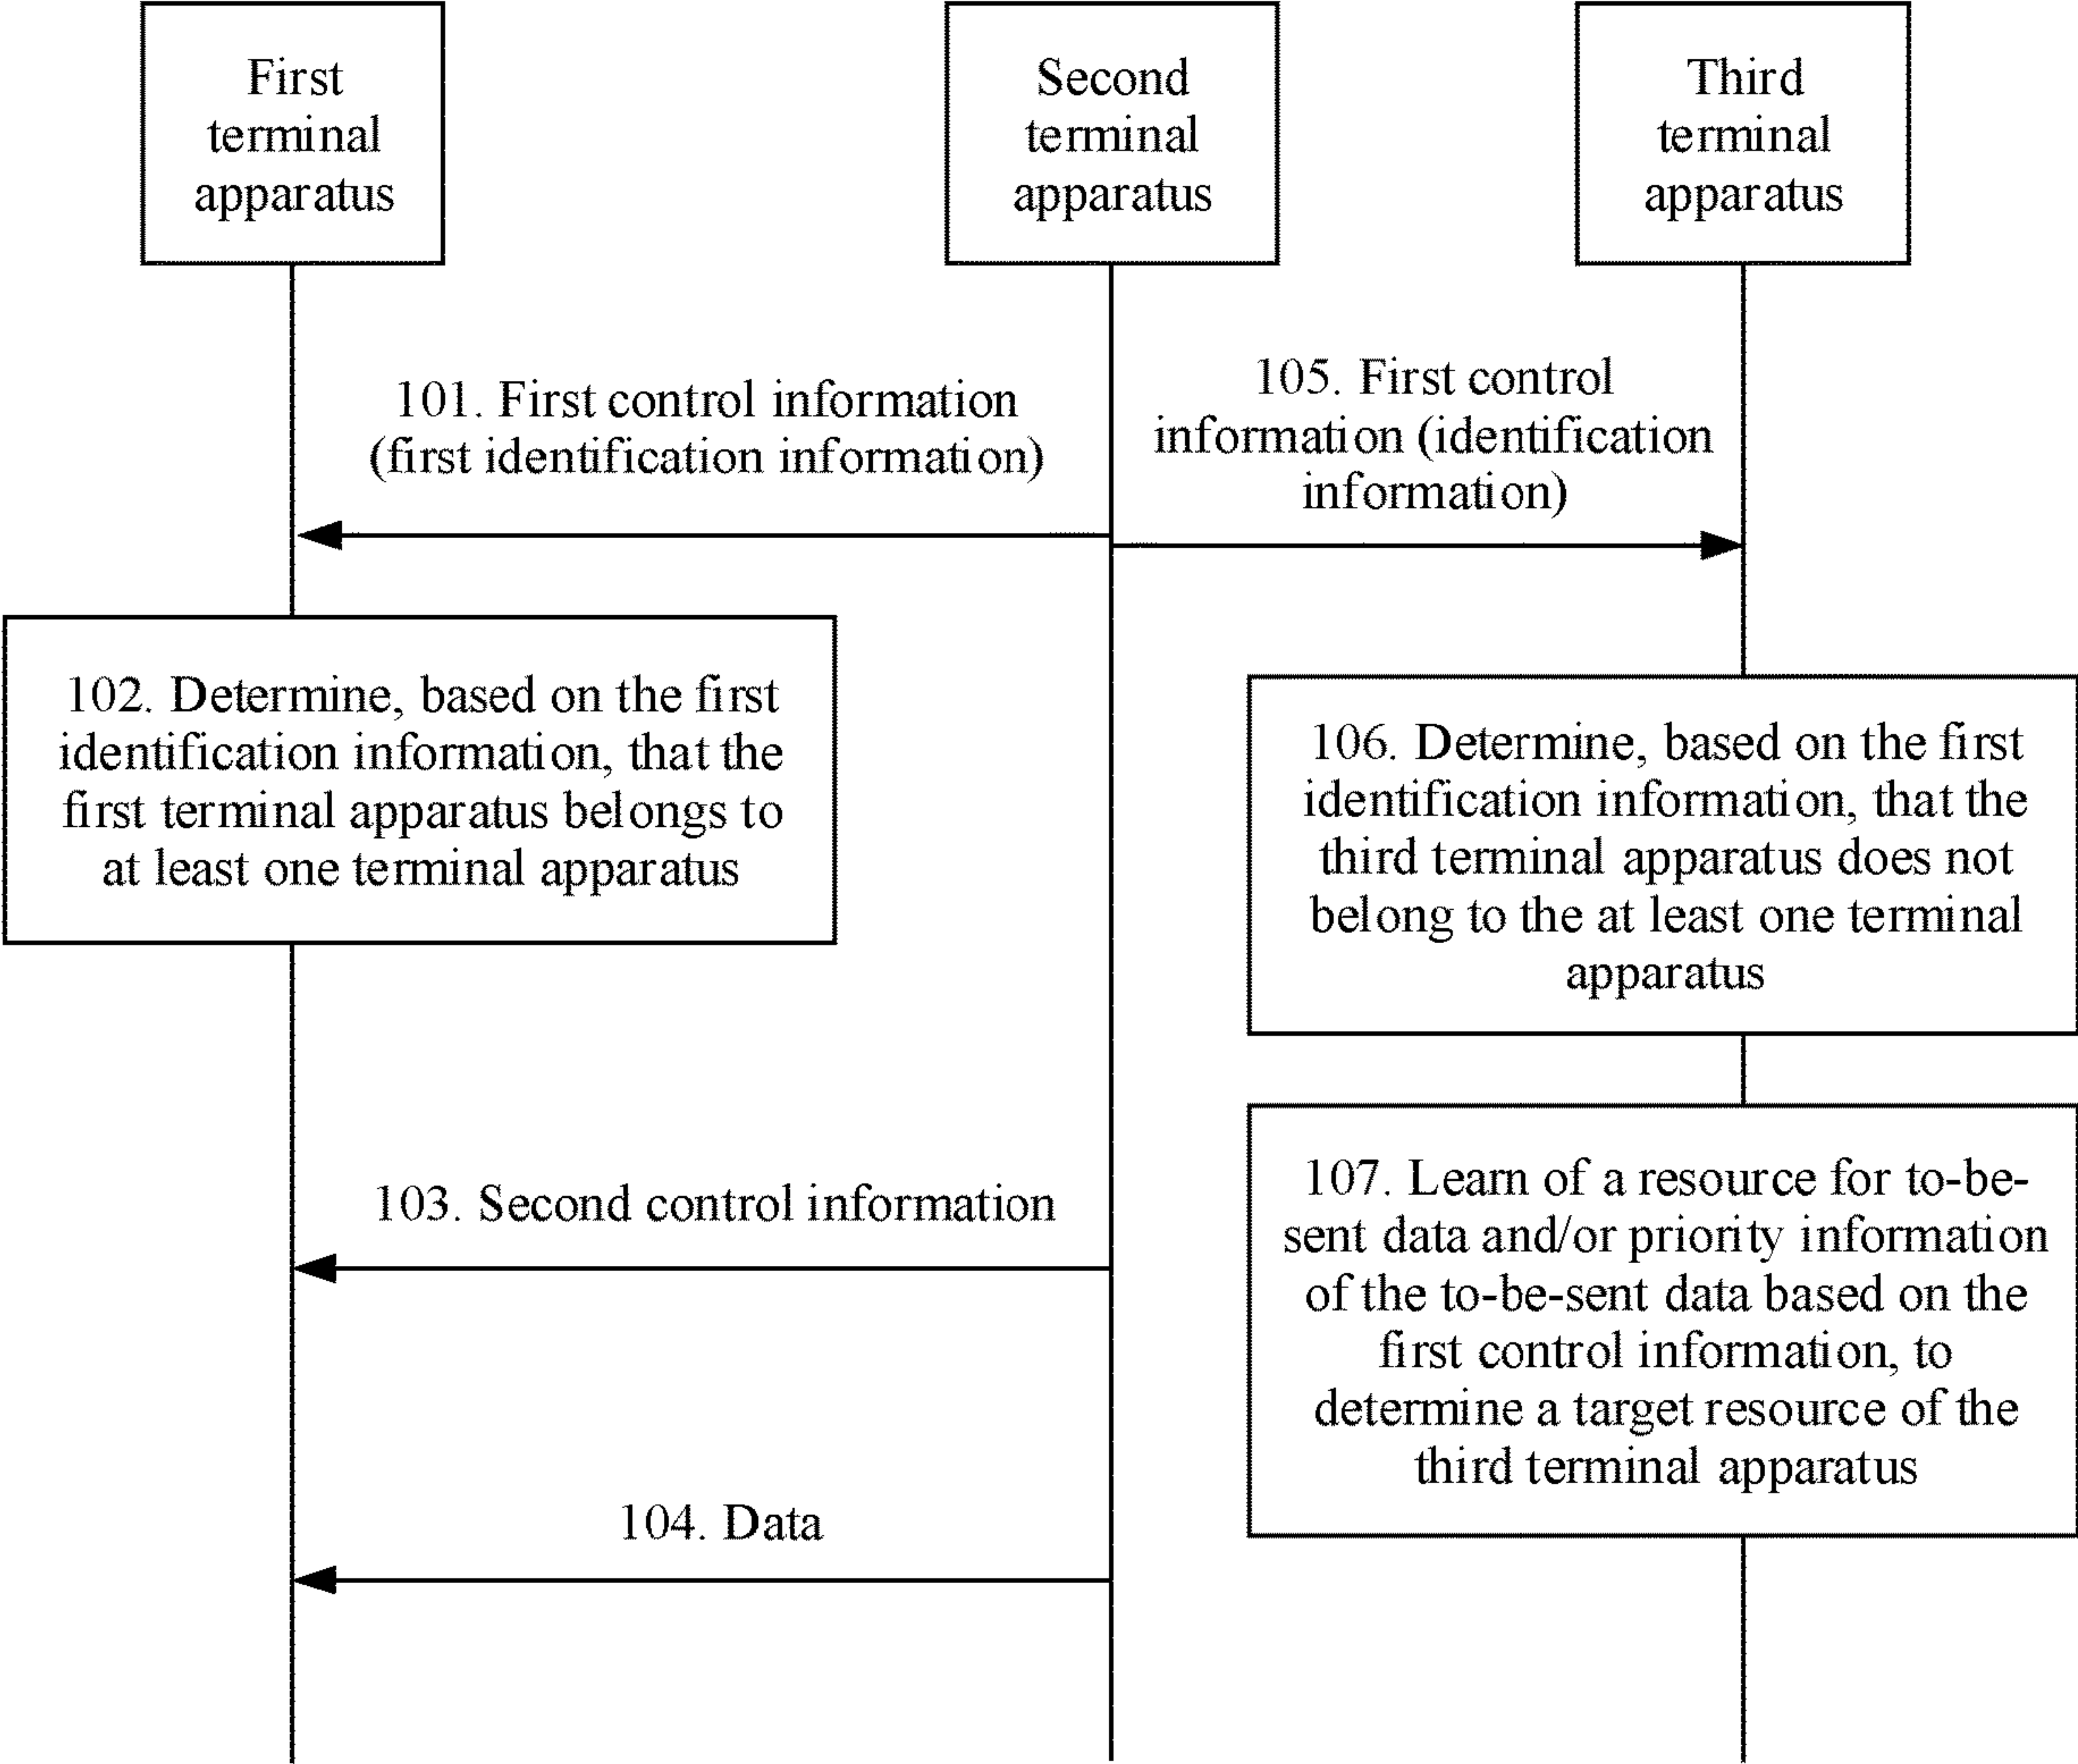 First
terminal
apparatus
Second
terminal
apparatus
Third
terminal
apparatus
101. First control information
(first identification information)
105. First control
information (identification
information)
102. Determine, based on the first
identification information, that the
first terminal apparatus belongs to
at least one terminal apparatus
106. Determine, based on the first
identification information, that the
third terminal apparatus does not
belong to the at least one terminal
apparatus
103. Second control information
107. Learn of a resource for to-be-
sent data and/or priority information
of the to-be-sent data based on the
first control information, to
determine a target resource of the
third terminal apparatus
104. Data